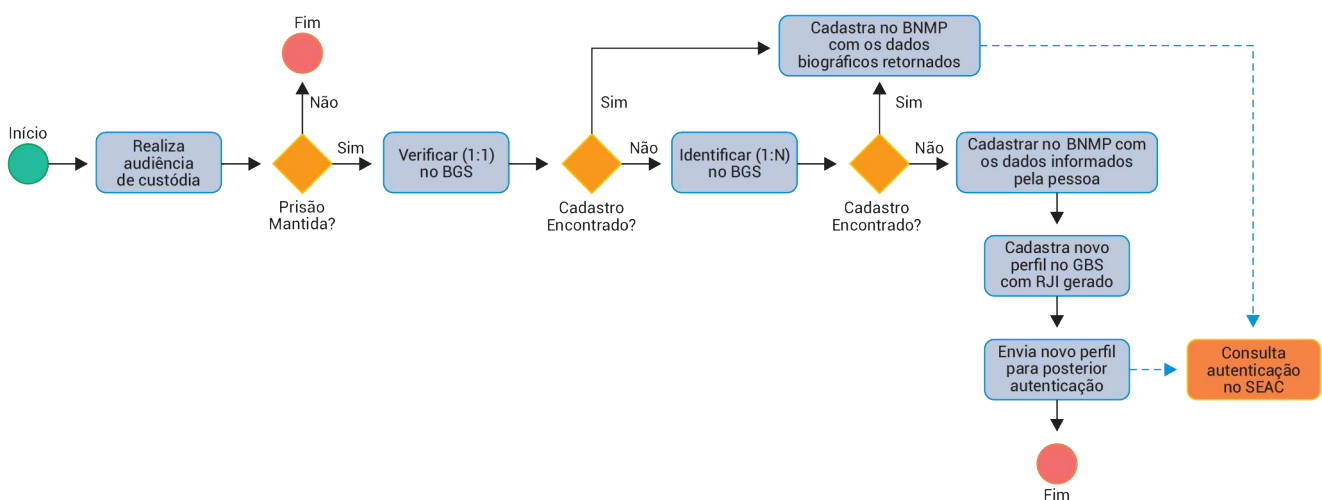 Início
Realiza
audiência
de custódia
Fim
Não
Sim
Prisão
Mantida?
Verificar (1:1)
no BGS
Sim
Não
Cadastro
Encontrado?
Cadastra no BNMP
com os dados
biográficos retornados
Identificar (1:N)
no BGS
Sim
Não
Cadastro
Encontrado?
Cadastrar no BNMP com
os dados informados
pela pessoa
Cadastra novo
perfil no GBS
com RJI gerado
Envia novo perfil
para posterior
autenticação
Consulta
autenticação
no SEAC
Fim